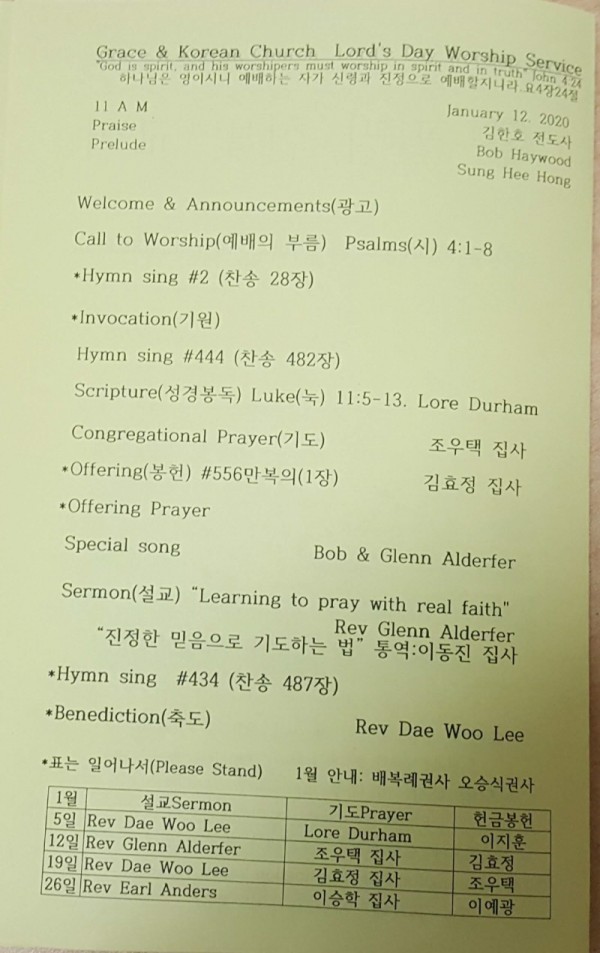 Grace & Korean Church Lord's Day Worship Service
"God is spirit, and his worshipers must worship in spirit and in truth" John 4:24
하나님은 영이시니 예배하는 자가 신령과 진정으로 예배할지니라 요4장24절
11 A M January 12. 2020
Praise 김한호 전도사
Prelude Bob Haywood
Sung Hee Hong
Welcome & Announcements(광고)
Call to Worship(예배의 부름) Psalms(시) 4:1-8
*Hymn sing #2 (찬송 28장)
*Invocation(기원)
Hymn sing #444 (찬송 482장)
Scripture(성경봉독) Luke(눅) 11:5-13. Lore Durham
Congregational Prayer(기도) 조우택 집사
*Offering(봉헌) #556만복의(1장) 김효정 집사
*Offering Prayer
Special song Bob & Glenn Alderfer
Sermon(설교) "Learning to pray with real faith"
Rev Glenn Alderfer
"진정한 믿음으로 기도하는 법" 통역:이동진 집사
*Hymn sing #434 (찬송 487장)
*Benediction(축도) Rev Dae Woo Lee
*표는 일어나서(Please Stand) 1월 안내: 배복례권사 오승식권사
1월 설교Sermon 기도Prayer 헌금봉헌
5일 Rev Dae Woo Lee Lore Durham 이지훈
12일 Rev Glenn Alderfer 조우택 집사 김효정
19일 Rev Dae Woo Lee 김효정 집사 조우택
26일 Rev Earl Anders 이승학 집사 이예광